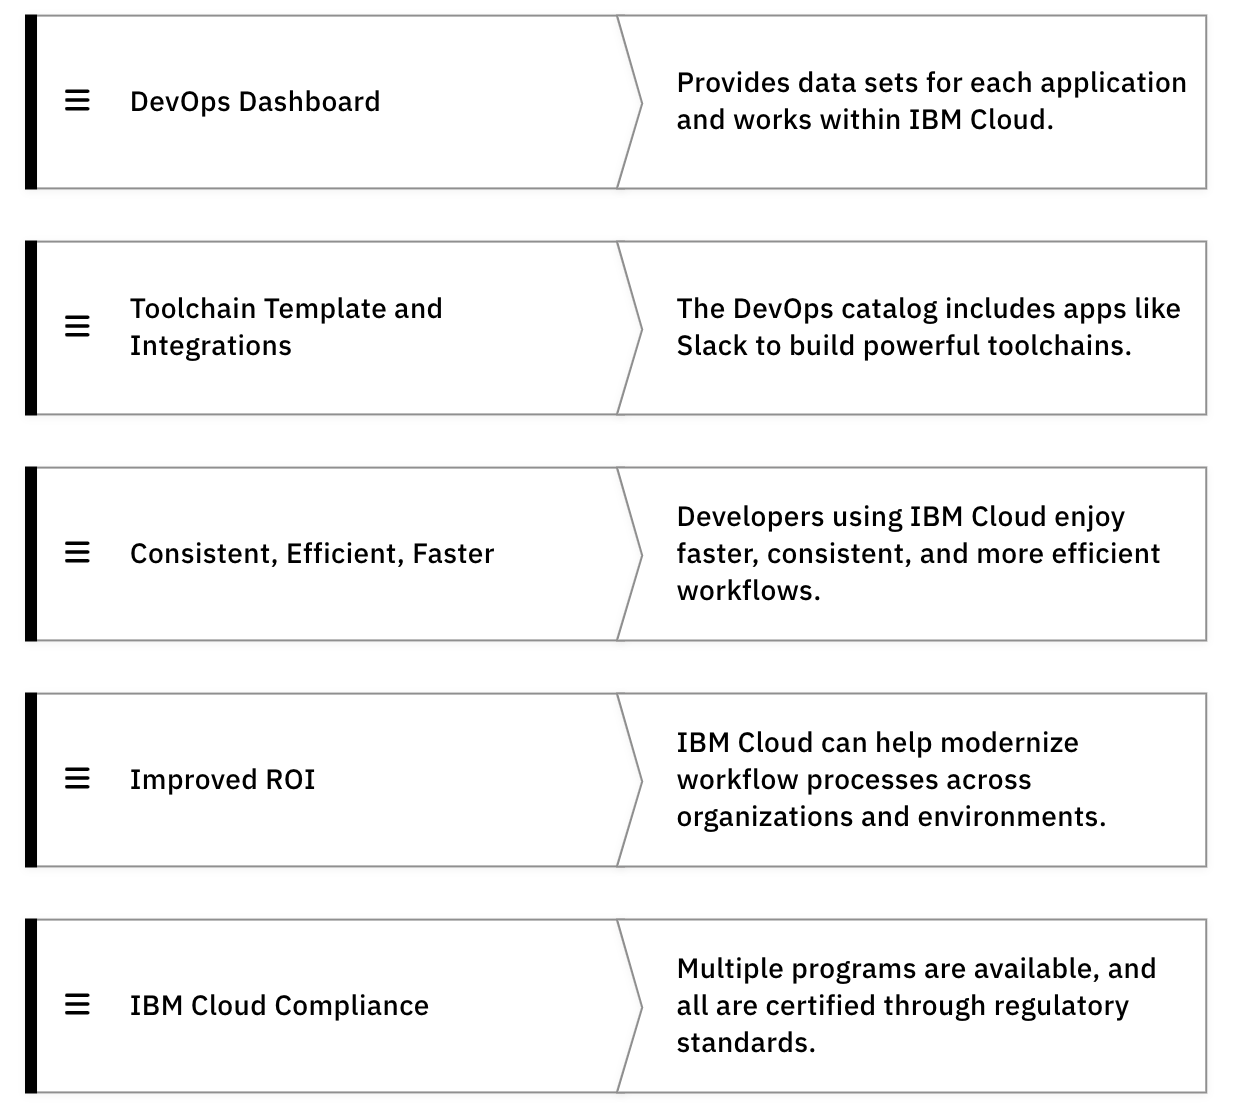 DevOps Dashboard
Provides data sets for each application
and works within IBM Cloud.
Toolchain Template and
Integrations
The DevOps catalog includes apps like
Slack to build powerful toolchains.
Consistent, Efficient, Faster
Developers using IBM Cloud enjoy
faster, consistent, and more efficient
workflows.
Improved ROI
IBM Cloud can help modernize
workflow processes across
organizations and environments.
IBM Cloud Compliance
Multiple programs are available, and
all are certified through regulatory
standards.